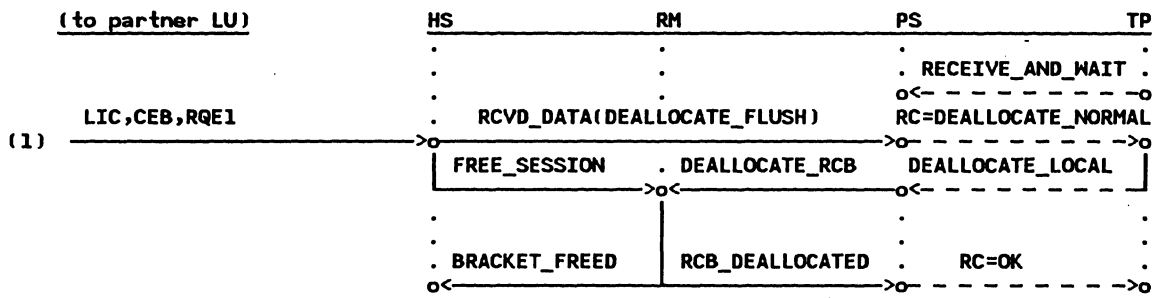 (to partner LU) HS RM PS TP
RECEIVE_AND_WAIT
LIC,CEB,RQE1 RCVD_DATA(DEALLOCATE_FLUSH) RC=DEALLOCATE_NORMAL
(1)
FREE_SESSION DEALLOCATE_RCB DEALLOCATE_LOCAL
BRACKET_FREED RCB_DEALLOCATED RC=OK